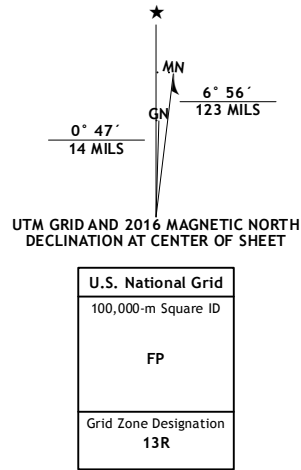 MN
GN
6° 56´
123 MILS
0° 47´
14 MILS
UTM GRID AND 2016 MAGNETIC NORTH
DECLINATION AT CENTER OF SHEET
U.S. National Grid
100,000-m Square ID
FP
Grid Zone Designation
13R